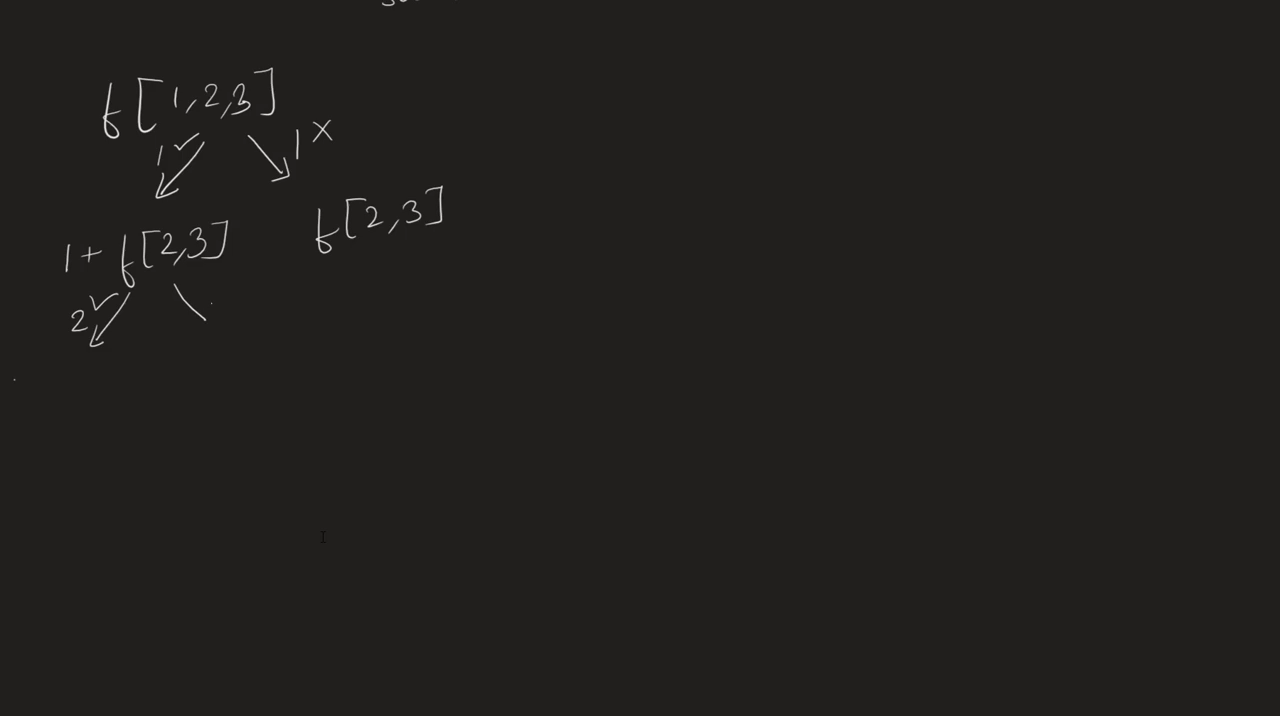 f[1,2,3]
1 ✓ 1 ×
1 + f[2,3] f[2,3]
2 ✓